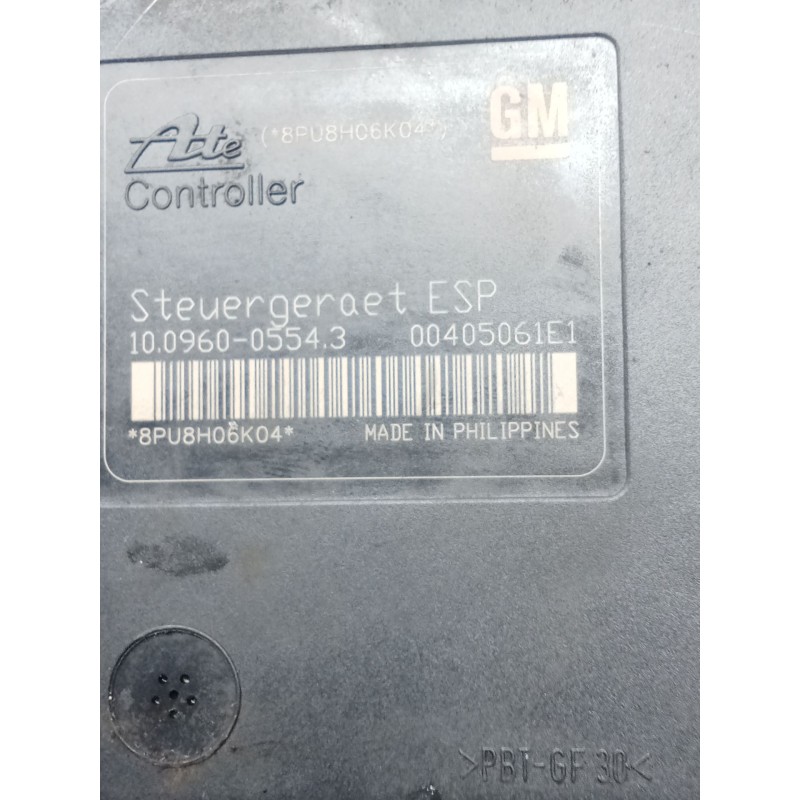 Ate (*8PU8H06K04*) GM
Controller
Steuergeraet ESP
10.0960-0554.3 00405061E1
*8PU8H06K04* MADE IN PHILIPPINES
>PBT-GF 30<